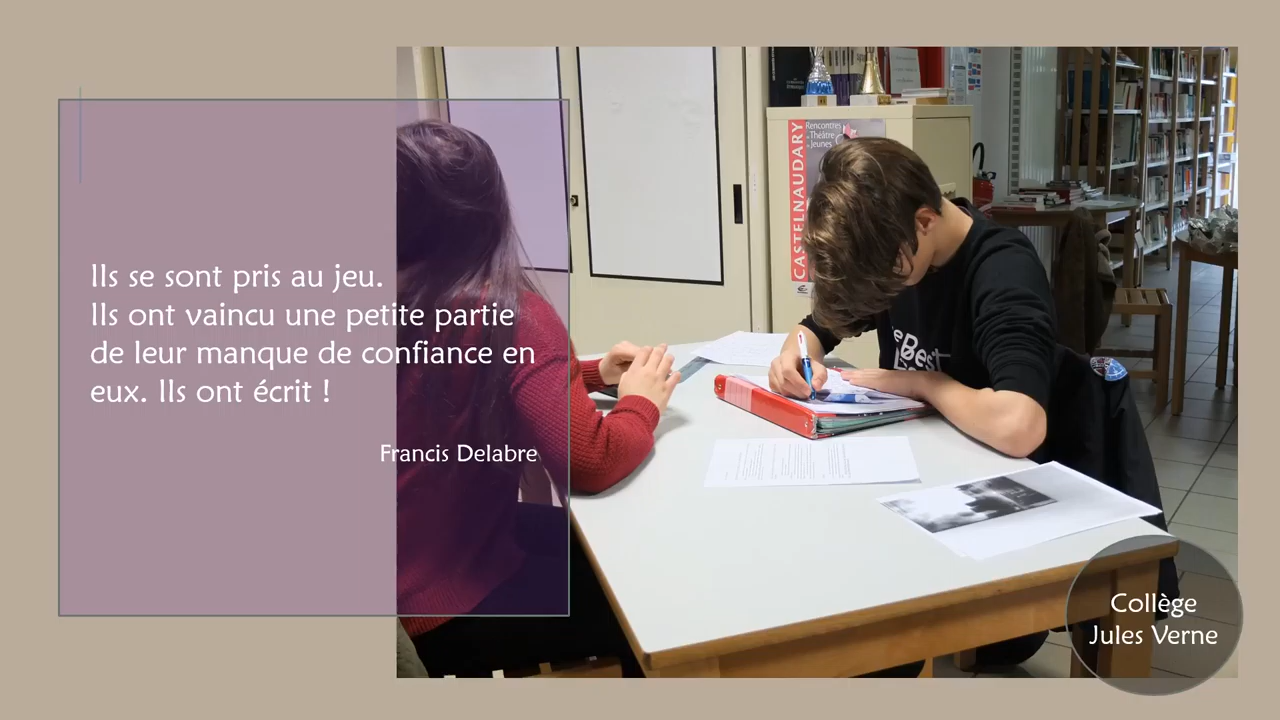 Ils se sont pris au jeu.
Ils ont vaincu une petite partie
de leur manque de confiance en
eux. Ils ont écrit !
Francis Delabre
Rencontres
Théâtre
Jeunes
CASTELNAUDARY
Best
Collège
Jules Verne